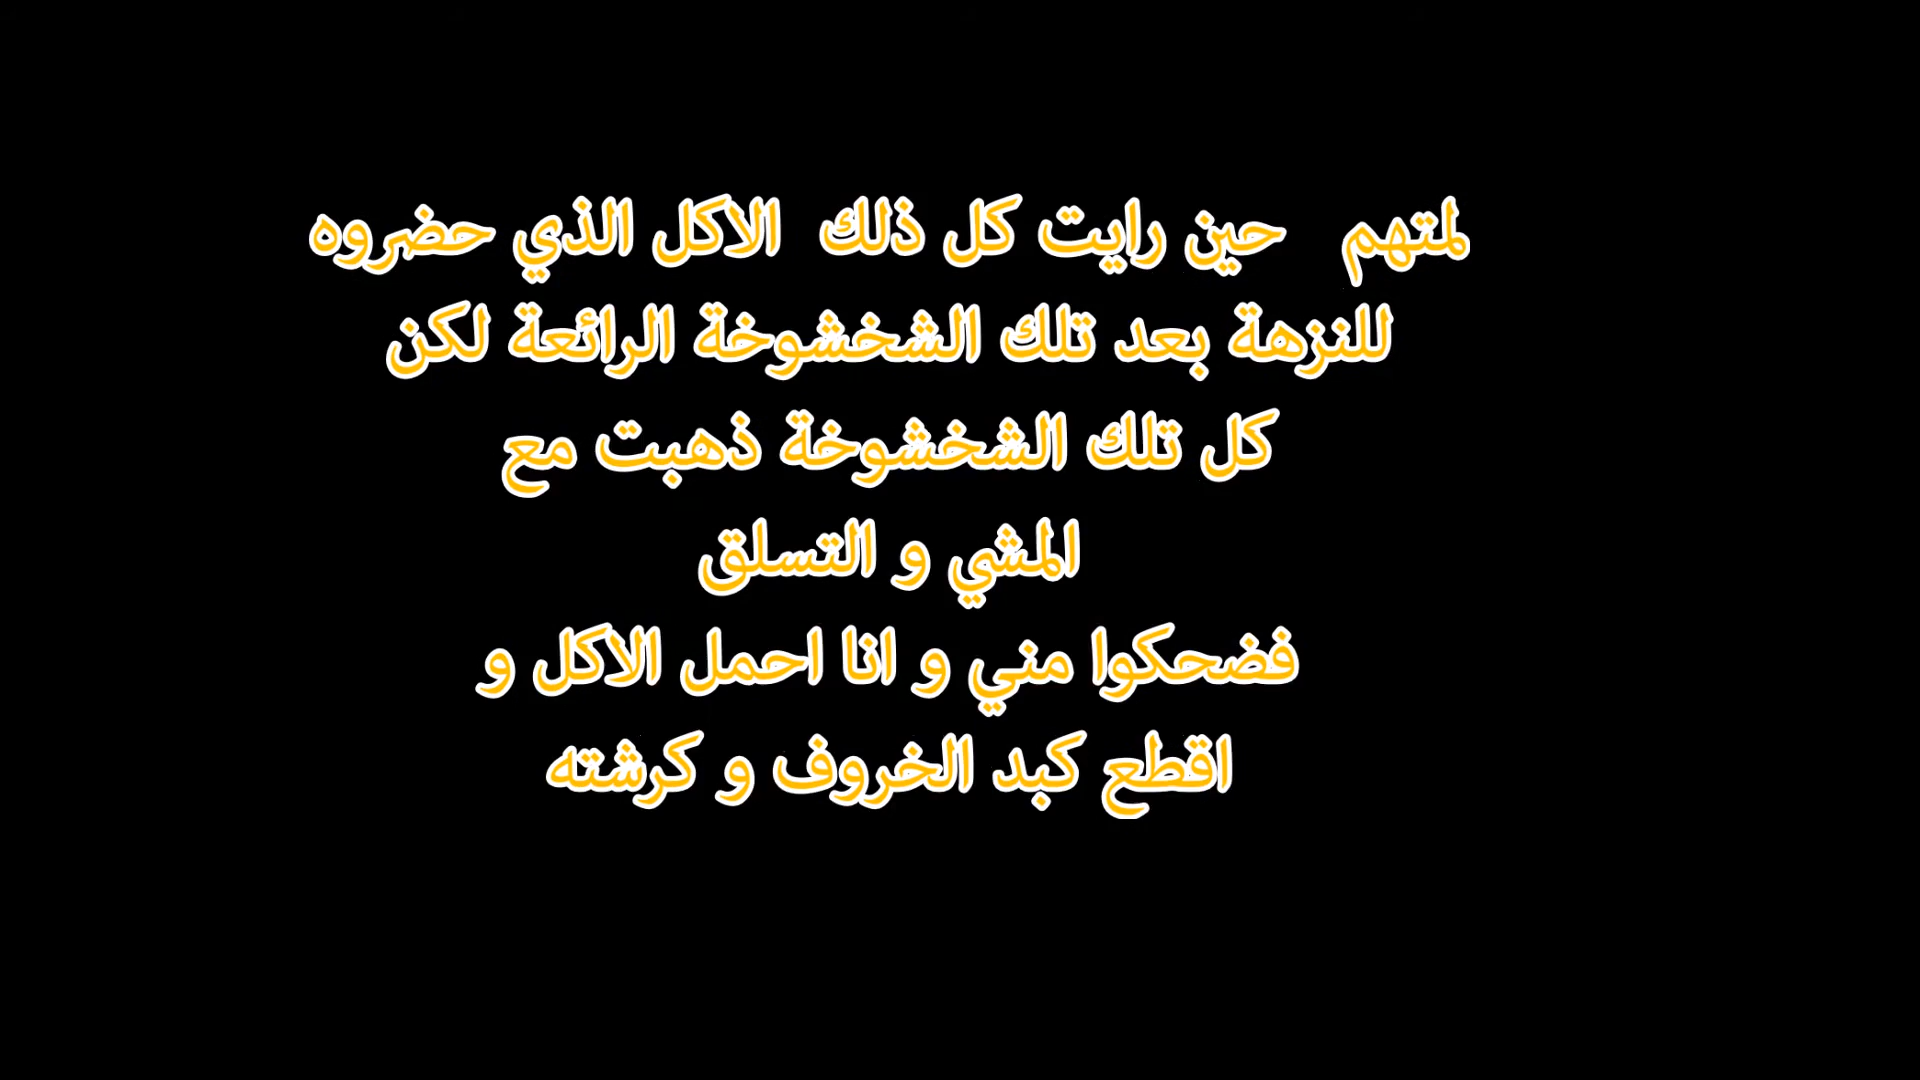 لمتهم حين رايت كل ذلك الاكل الذي حضروه
للنزهة بعد تلك الشخشوخة الرائعة لكن
كل تلك الشخشوخة ذهبت مع
المشي و التسلق
فضحكوا مني و انا احمل الاكل و
اقطع كبد الخروف و كرشته